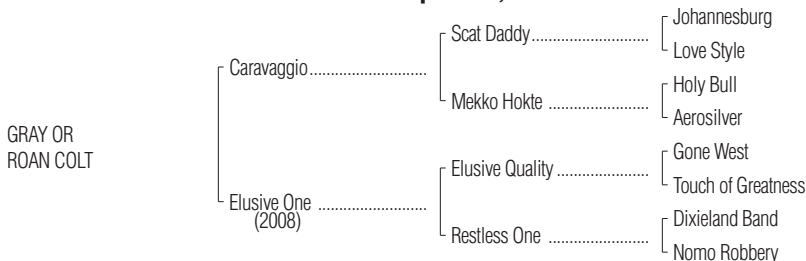 Johannesburg
Scat Daddy
Love Style
Caravaggio
Holy Bull
Mekko Hokte
Aerosilver
GRAY OR
ROAN COLT
Gone West
Elusive Quality
Touch of Greatness
Elusive One
(2008)
Dixieland Band
Restless One
Nomo Robbery